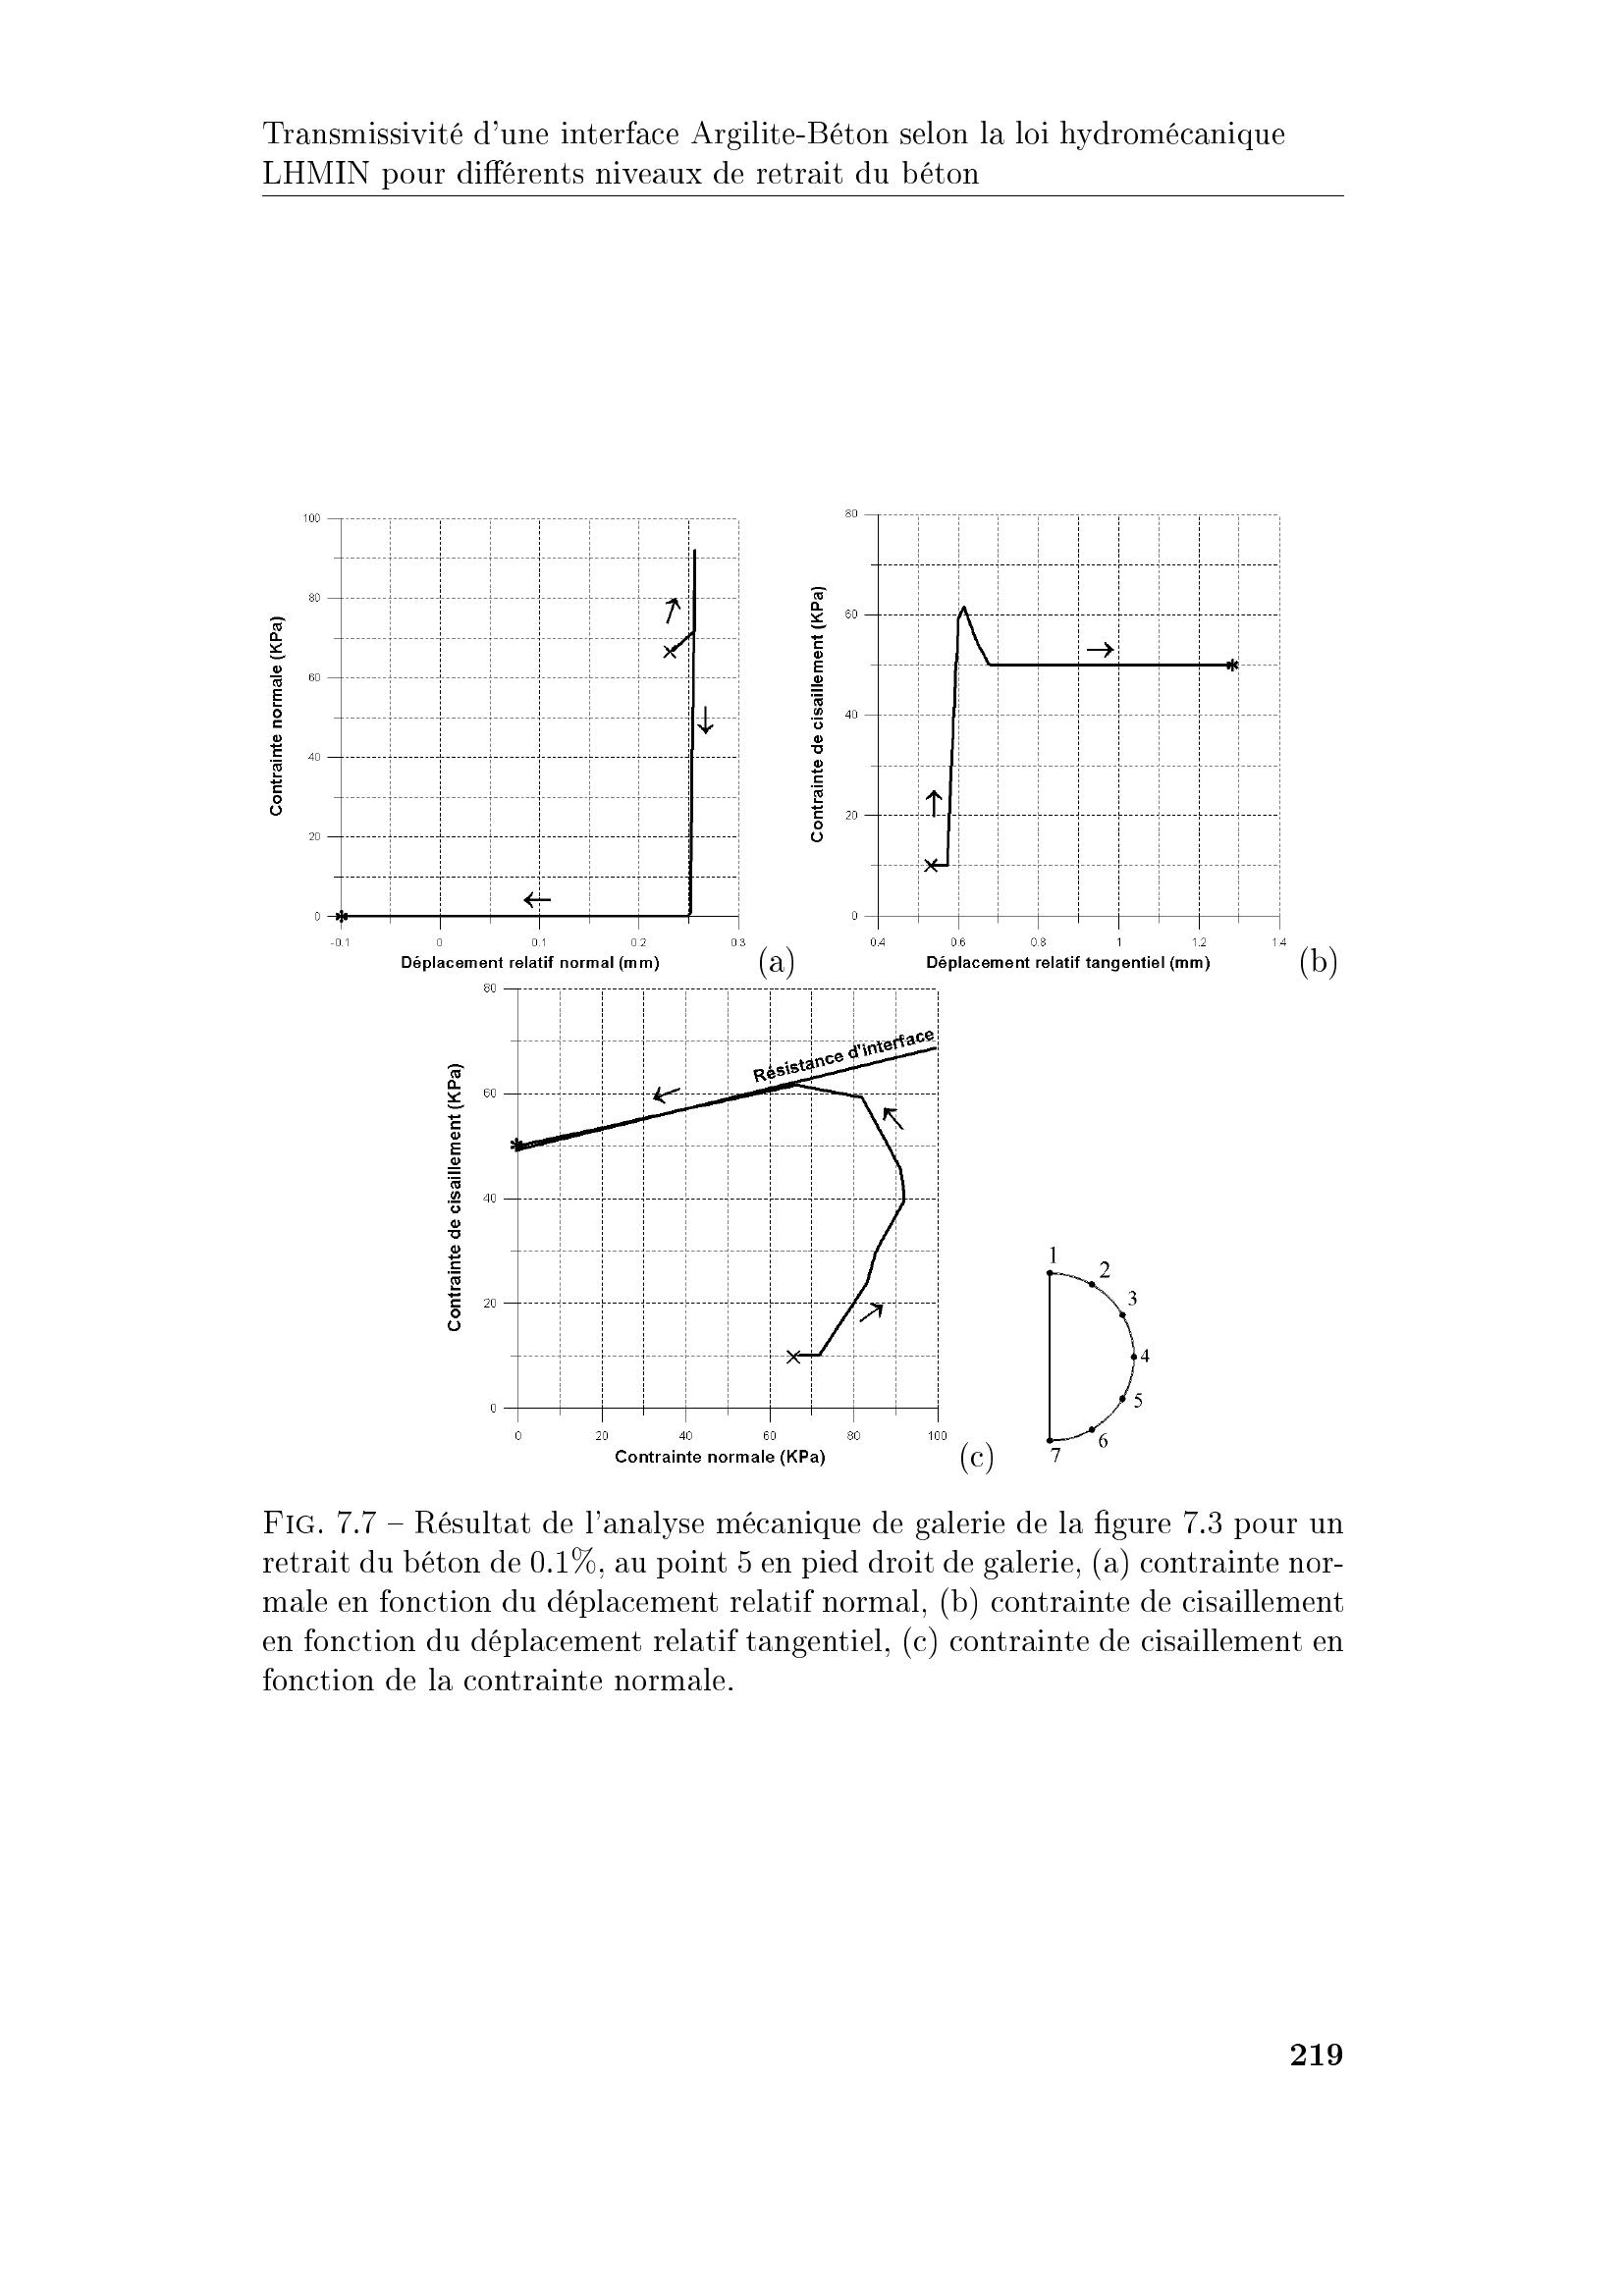 Transmissivité d'une interface Argilite-Béton selon la loi hydromécanique
LHMIN pour différents niveaux de retrait du béton
100
80
60
40
20
0
-0.1
0
0.1
0.2
0.3
Contrainte normale (KPa)
Déplacement relatif normal (mm)
(a)
80
60
40
20
0
0.4
0.6
0.8
1
1.2
1.4
Contrainte de cisaillement (KPa)
Déplacement relatif tangentiel (mm)
(b)
80
60
40
20
0
0
20
40
60
80
100
Contrainte de cisaillement (KPa)
Résistance d'interface
Contrainte normale (KPa)
(c)
1
2
3
4
5
6
7
FIG. 7.7 – Résultat de l'analyse mécanique de galerie de la figure 7.3 pour un
retrait du béton de 0.1%, au point 5 en pied droit de galerie, (a) contrainte nor-
male en fonction du déplacement relatif normal, (b) contrainte de cisaillement
en fonction du déplacement relatif tangentiel, (c) contrainte de cisaillement en
fonction de la contrainte normale.
219